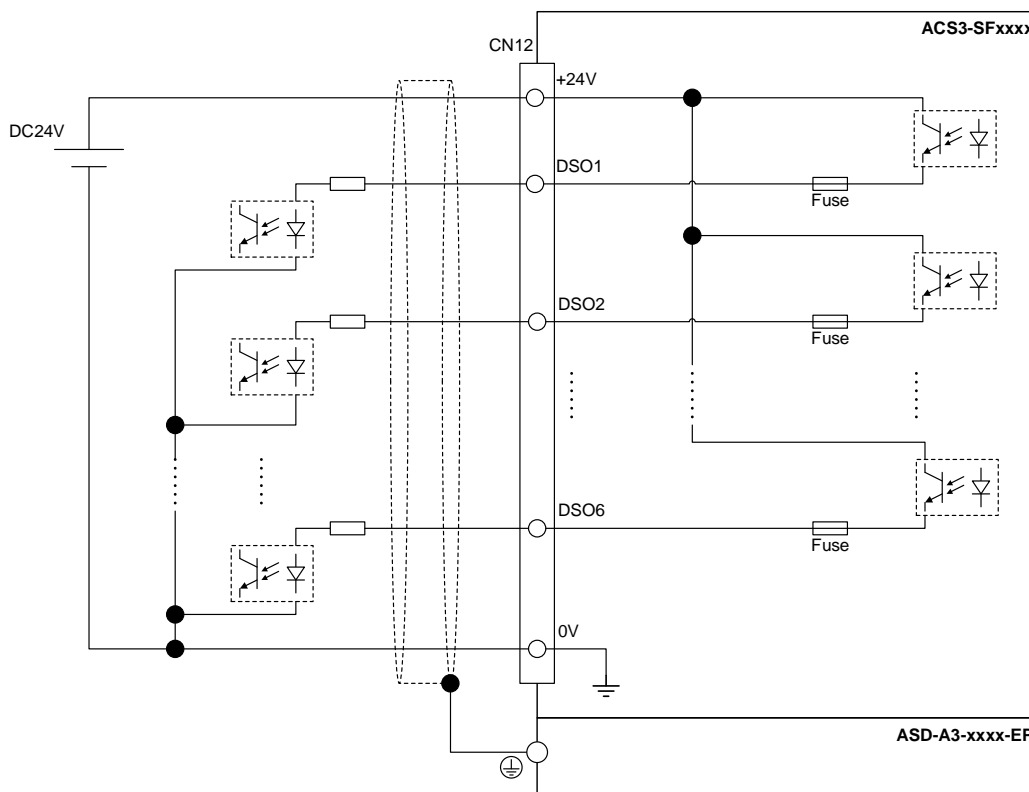 ACS3-SFxxxx
CN12
+24V
DC24V
DSO1
Fuse
DSO2
Fuse
DSO6
Fuse
0V
ASD-A3-xxxx-EF